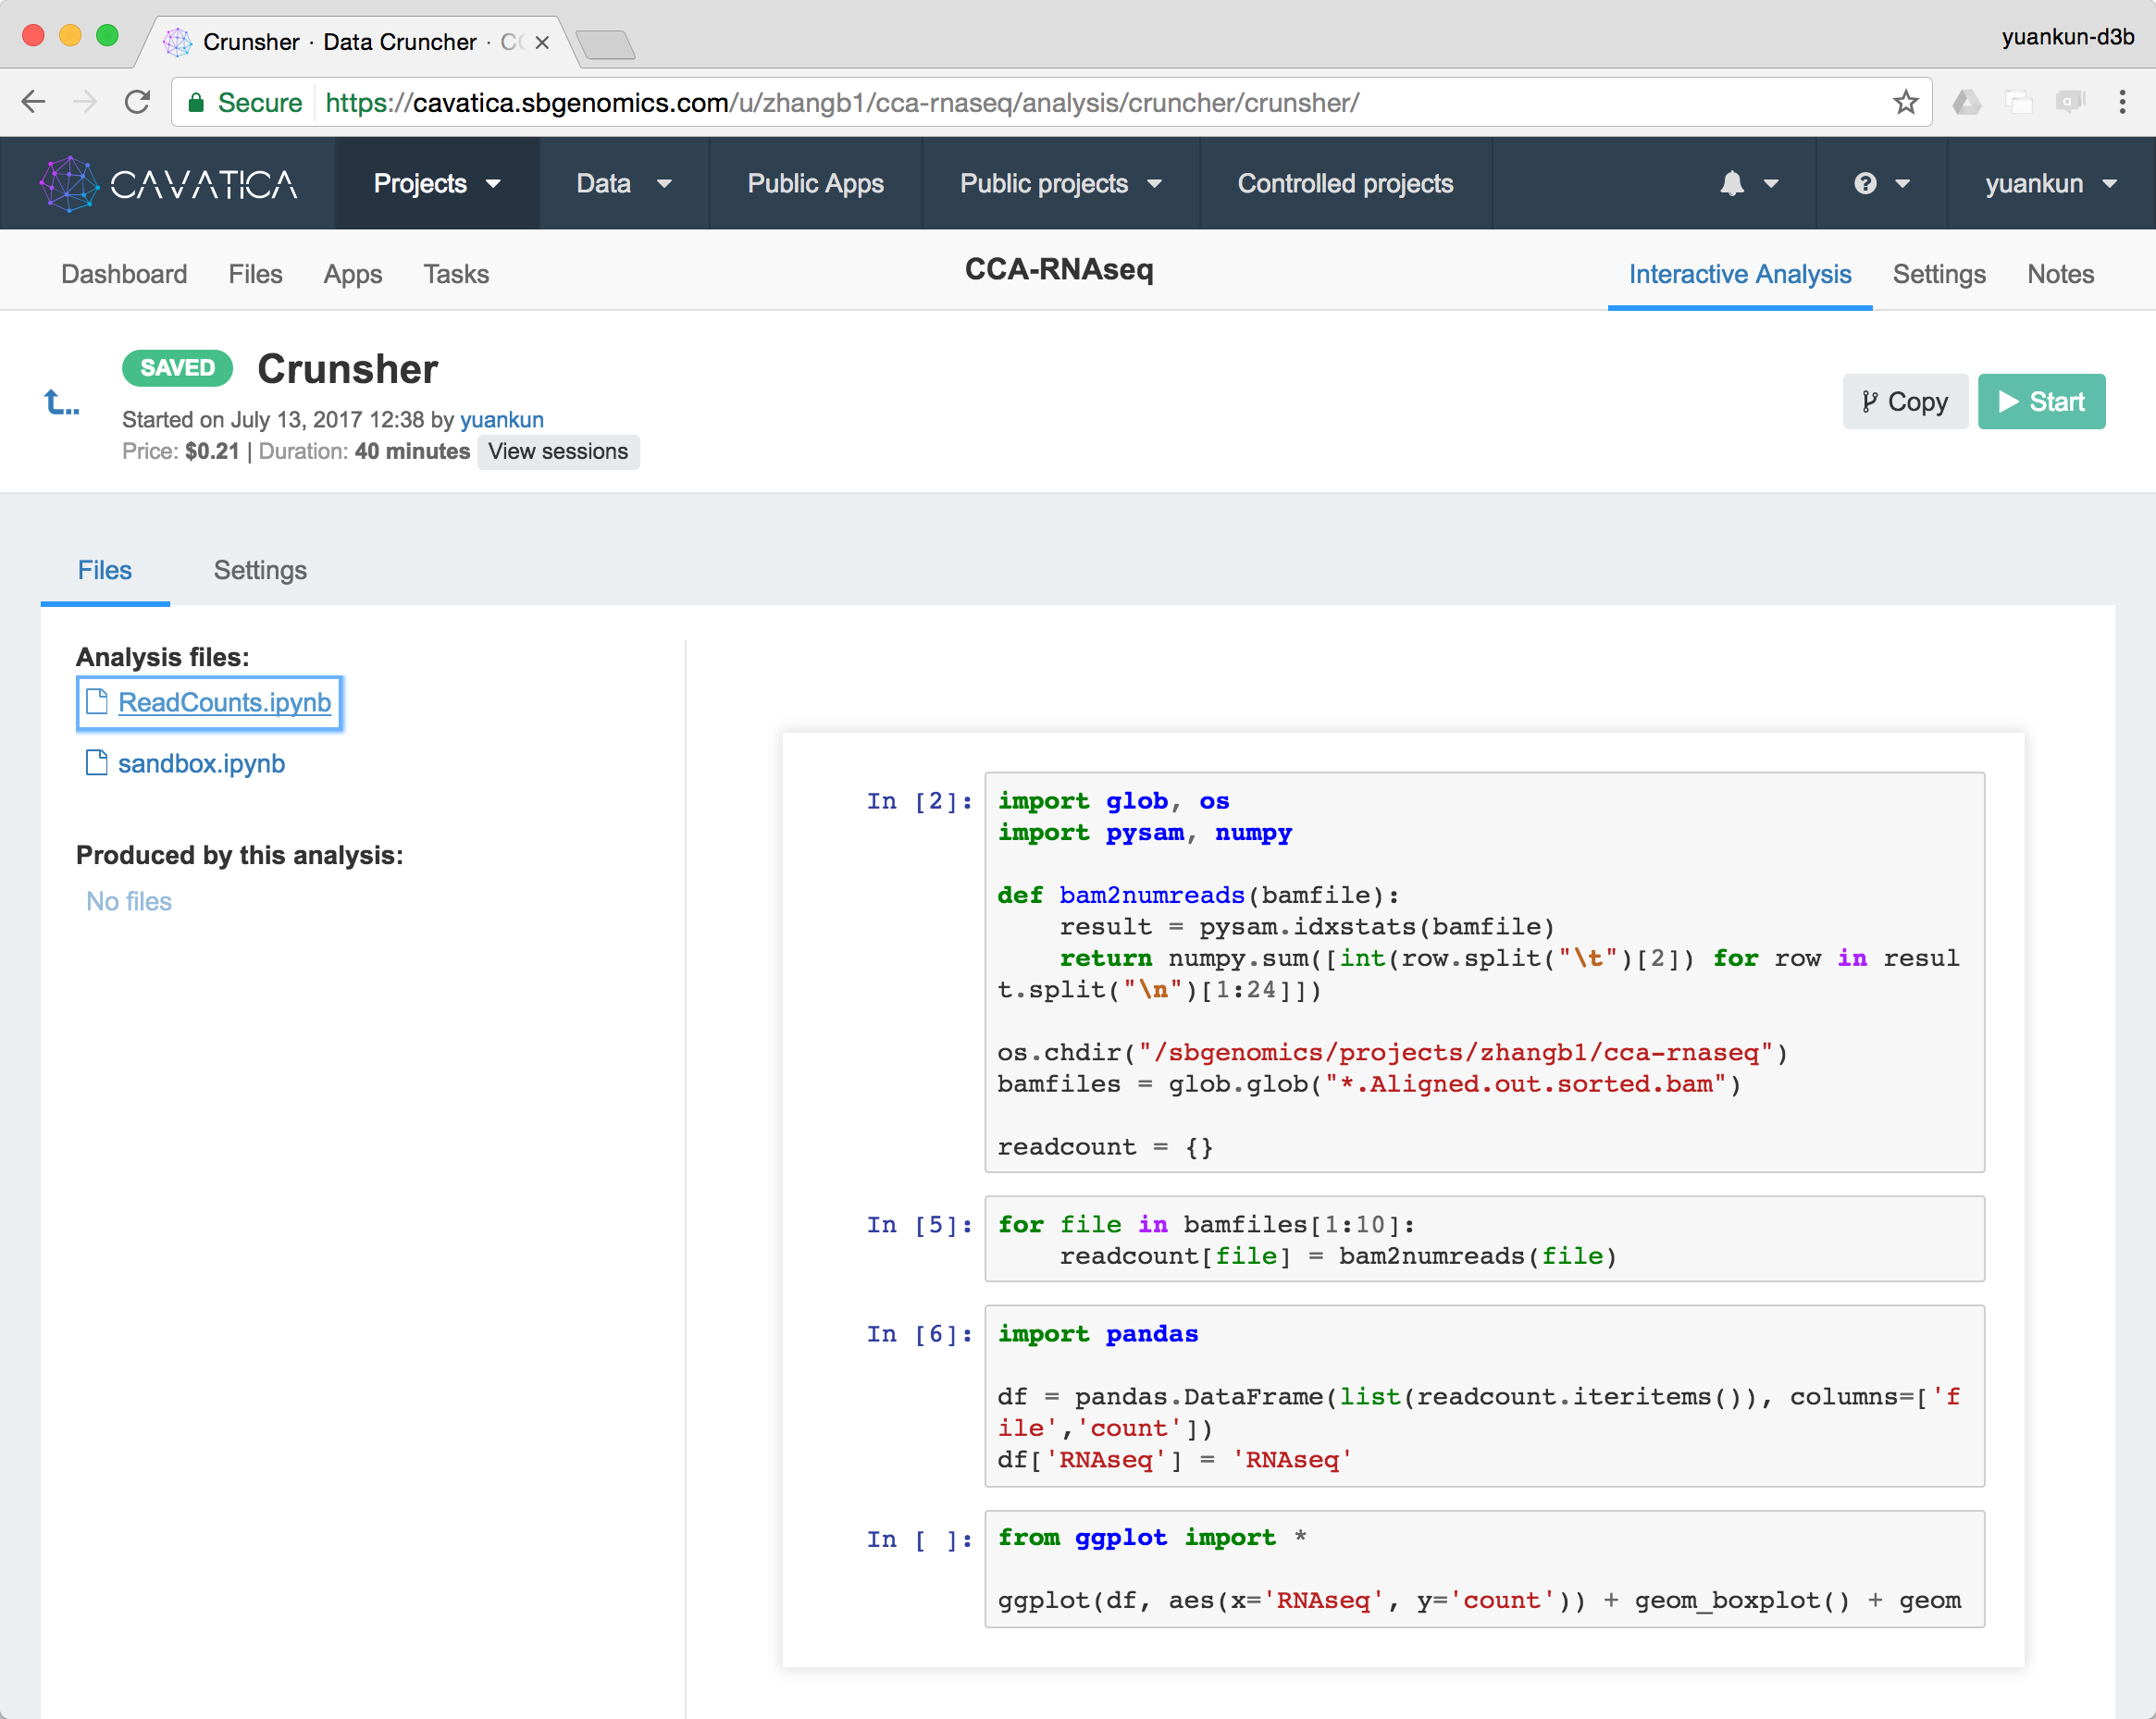 Crunsher · Data Cruncher ·
yuankun-d3b
Secure https://cavatica.sbgenomics.com/u/zhangb1/cca-rnaseq/analysis/cruncher/crunsher/
CAVATICA Projects Data Public Apps Public projects Controlled projects ? yuankun
Dashboard Files Apps Tasks CCA-RNAseq Interactive Analysis Settings Notes
SAVED Crunsher
Started on July 13, 2017 12:38 by yuankun
Price: $0.21 | Duration: 40 minutes View sessions
Copy Start
Files Settings
Analysis files:
ReadCounts.ipynb
sandbox.ipynb
Produced by this analysis:
No files
In [2]: import glob, os
import pysam, numpy
def bam2numreads(bamfile):
    result = pysam.idxstats(bamfile)
    return numpy.sum([int(row.split("\t")[2]) for row in resul
t.split("\n")[1:24]])
os.chdir("/sbgenomics/projects/zhangb1/cca-rnaseq")
bamfiles = glob.glob("*.Aligned.out.sorted.bam")
readcount = {}
In [5]: for file in bamfiles[1:10]:
    readcount[file] = bam2numreads(file)
In [6]: import pandas
df = pandas.DataFrame(list(readcount.iteritems()), columns=['f
ile','count'])
df['RNAseq'] = 'RNAseq'
In [ ]: from ggplot import *
ggplot(df, aes(x='RNAseq', y='count')) + geom_boxplot() + geom